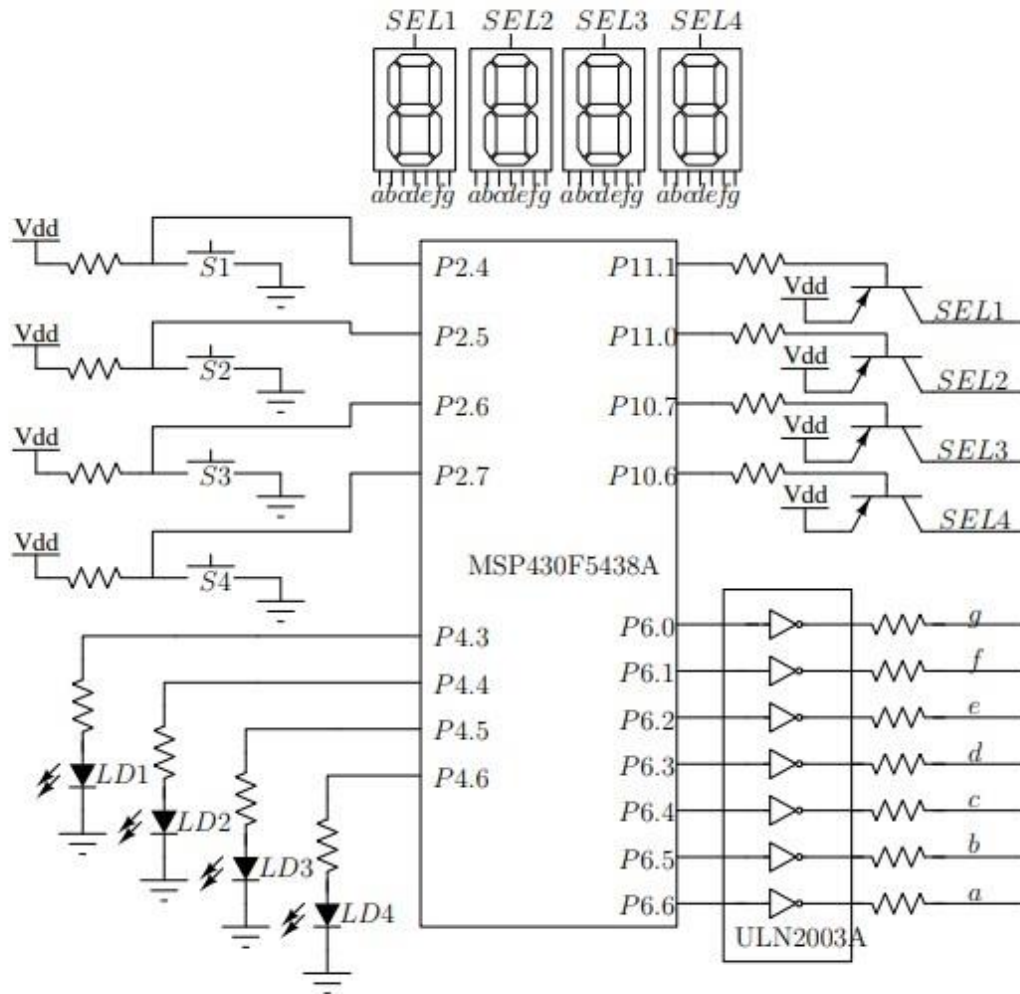 SEL1 SEL2 SEL3 SEL4
abcdefg abcdefg abcdefg abcdefg
Vdd
S1
P2.4
P11.1
Vdd
SEL1
Vdd
S2
P2.5
P11.0
Vdd
SEL2
Vdd
S3
P2.6
P10.7
Vdd
SEL3
Vdd
S4
P2.7
P10.6
Vdd
SEL4
MSP430F5438A
P4.3
P4.4
P4.5
P4.6
LD1
LD2
LD3
LD4
P6.0
g
P6.1
f
P6.2
e
P6.3
d
P6.4
c
P6.5
b
P6.6
a
ULN2003A